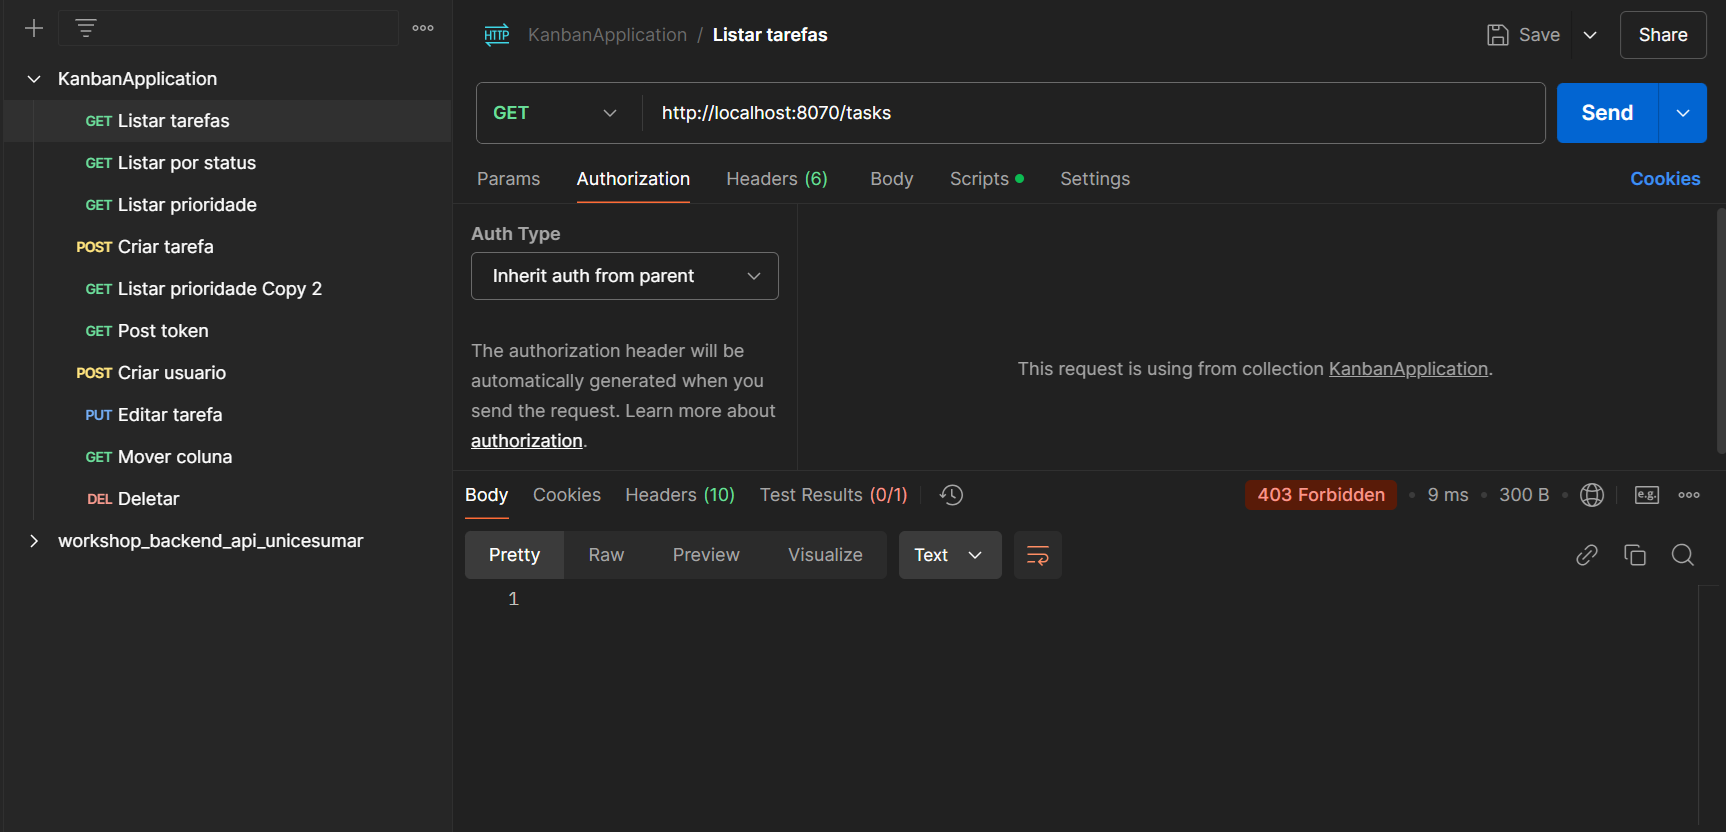 KanbanApplication
GET Listar tarefas
GET Listar por status
GET Listar prioridade
POST Criar tarefa
GET Listar prioridade Copy 2
GET Post token
POST Criar usuario
PUT Editar tarefa
GET Mover coluna
DEL Deletar
workshop_backend_api_unicesumar
HTTP KanbanApplication / Listar tarefas
Save
Share
GET http://localhost:8070/tasks
Send
Params Authorization Headers (6) Body Scripts Settings
Cookies
Auth Type
Inherit auth from parent
The authorization header will be
automatically generated when you
send the request. Learn more about
authorization.
This request is using from collection KanbanApplication.
Body Cookies Headers (10) Test Results (0/1)
403 Forbidden • 9 ms • 300 B •
e.g.
Pretty Raw Preview Visualize Text
1